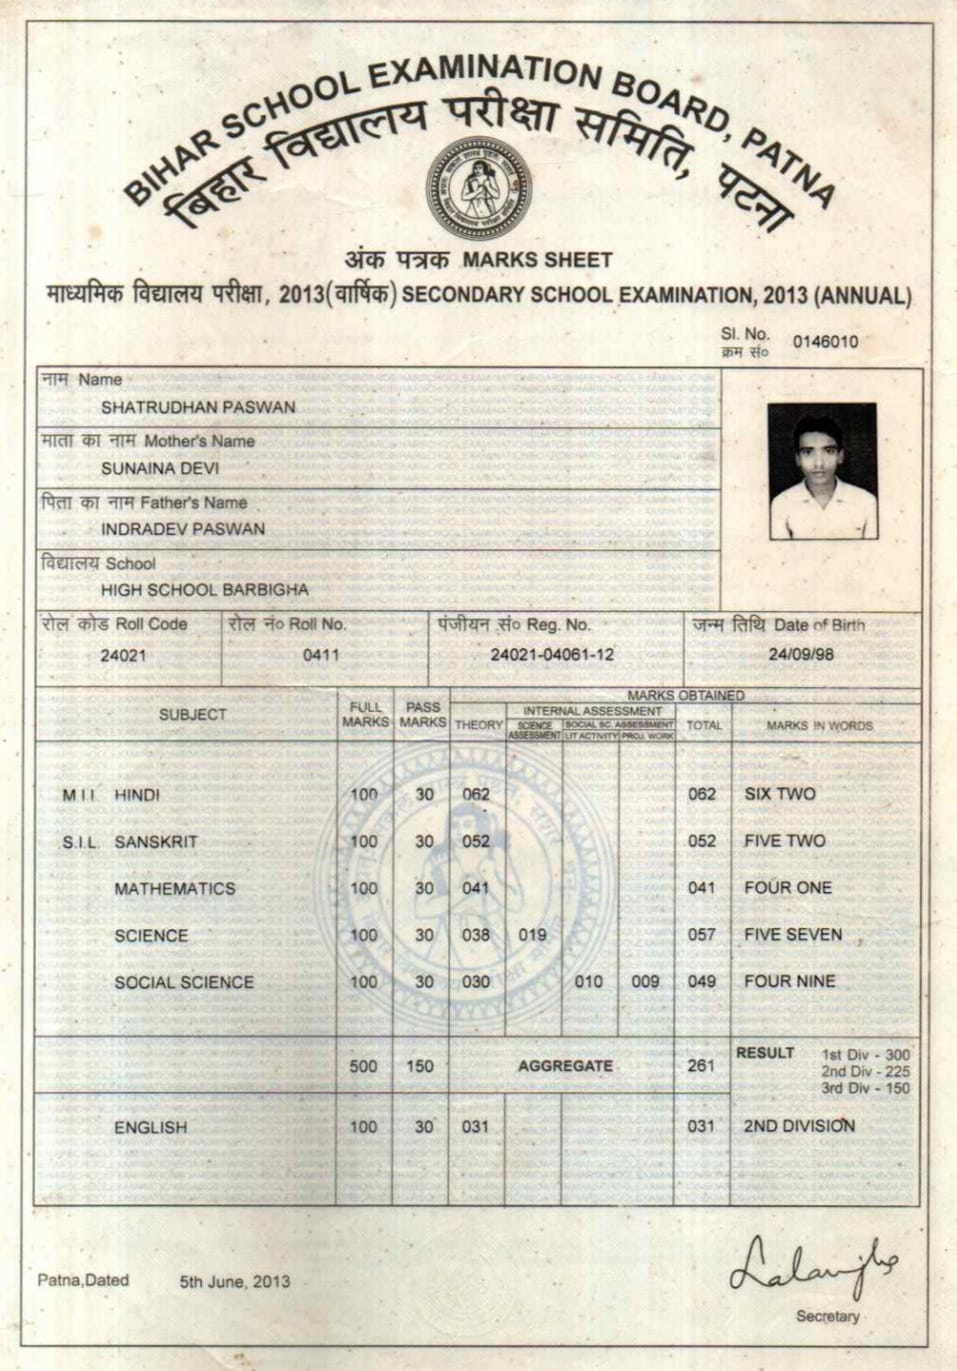 BIHAR SCHOOL EXAMINATION BOARD, PATNA
बिहार विद्यालय परीक्षा समिति, पटना
अंक पत्रक MARKS SHEET
माध्यमिक विद्यालय परीक्षा, 2013(वार्षिक) SECONDARY SCHOOL EXAMINATION, 2013 (ANNUAL)
Sl. No. 0146010
क्रम सं०
नाम Name
SHATRUDHAN PASWAN
माता का नाम Mother's Name
SUNAINA DEVI
पिता का नाम Father's Name
INDRADEV PASWAN
विद्यालय School
HIGH SCHOOL BARBIGHA
रोल कोड Roll Code रोल नं० Roll No. पंजीयन सं० Reg. No. जन्म तिथि Date of Birth
24021 0411 24021-04061-12 24/09/98
SUBJECT FULL MARKS PASS MARKS MARKS OBTAINED
THEORY INTERNAL ASSESSMENT TOTAL MARKS IN WORDS
SCIENCE ASSESSMENT SOCIAL SC. ASSESSMENT
LIT ACTIVITY PROJ. WORK
M I I HINDI 100 30 062 062 SIX TWO
S.I.L. SANSKRIT 100 30 052 052 FIVE TWO
MATHEMATICS 100 30 041 041 FOUR ONE
SCIENCE 100 30 038 019 057 FIVE SEVEN
SOCIAL SCIENCE 100 30 030 010 009 049 FOUR NINE
500 150 AGGREGATE 261 RESULT 1st Div - 300
2nd Div - 225
3rd Div - 150
ENGLISH 100 30 031 031 2ND DIVISION
Patna,Dated 5th June, 2013
Secretary